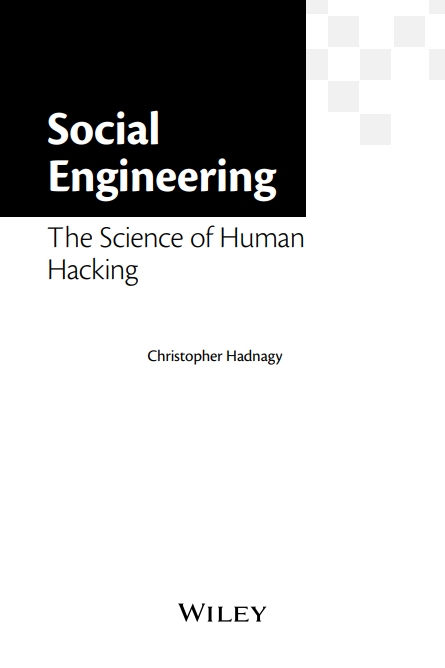 Social
Engineering
The Science of Human
Hacking
Christopher Hadnagy
WILEY